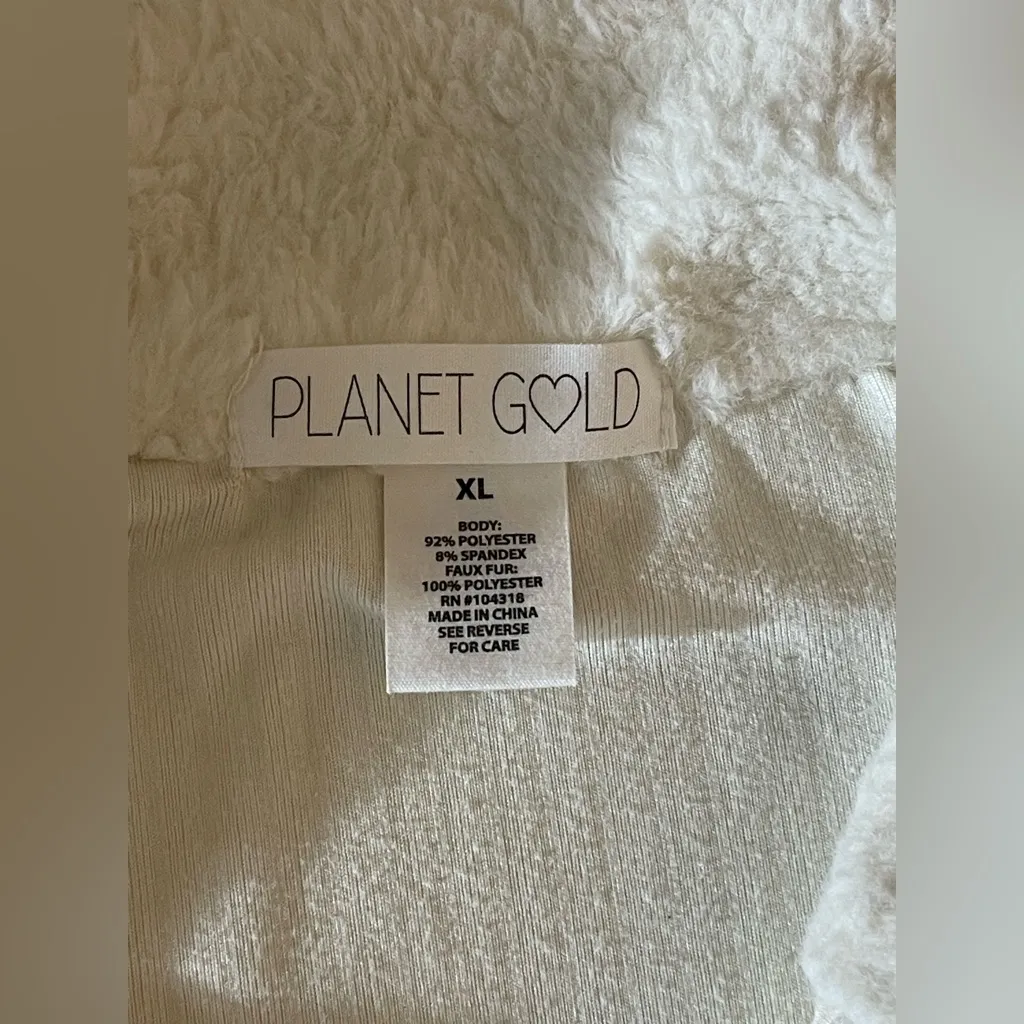 PLANET GOLD
XL
BODY:
92% POLYESTER
8% SPANDEX
FAUX FUR:
100% POLYESTER
RN #104318
MADE IN CHINA
SEE REVERSE
FOR CARE